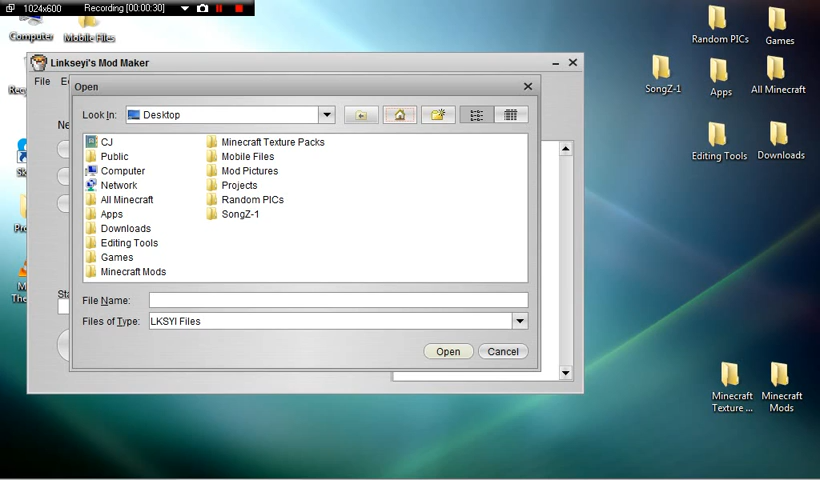 1024x600
Recording [00:00:30]
Computer
Mobile Files
Random PICs
Games
Linkseyi's Mod Maker
File
Open
Look In:
Desktop
SongZ-1
Apps
All Minecraft
CJ
Minecraft Texture Packs
Public
Mobile Files
Computer
Mod Pictures
Network
Projects
All Minecraft
Random PICs
Apps
SongZ-1
Downloads
Editing Tools
Games
Minecraft Mods
Editing Tools
Downloads
File Name:
Files of Type:
LKSYI Files
Open
Cancel
Minecraft
Texture ...
Minecraft
Mods